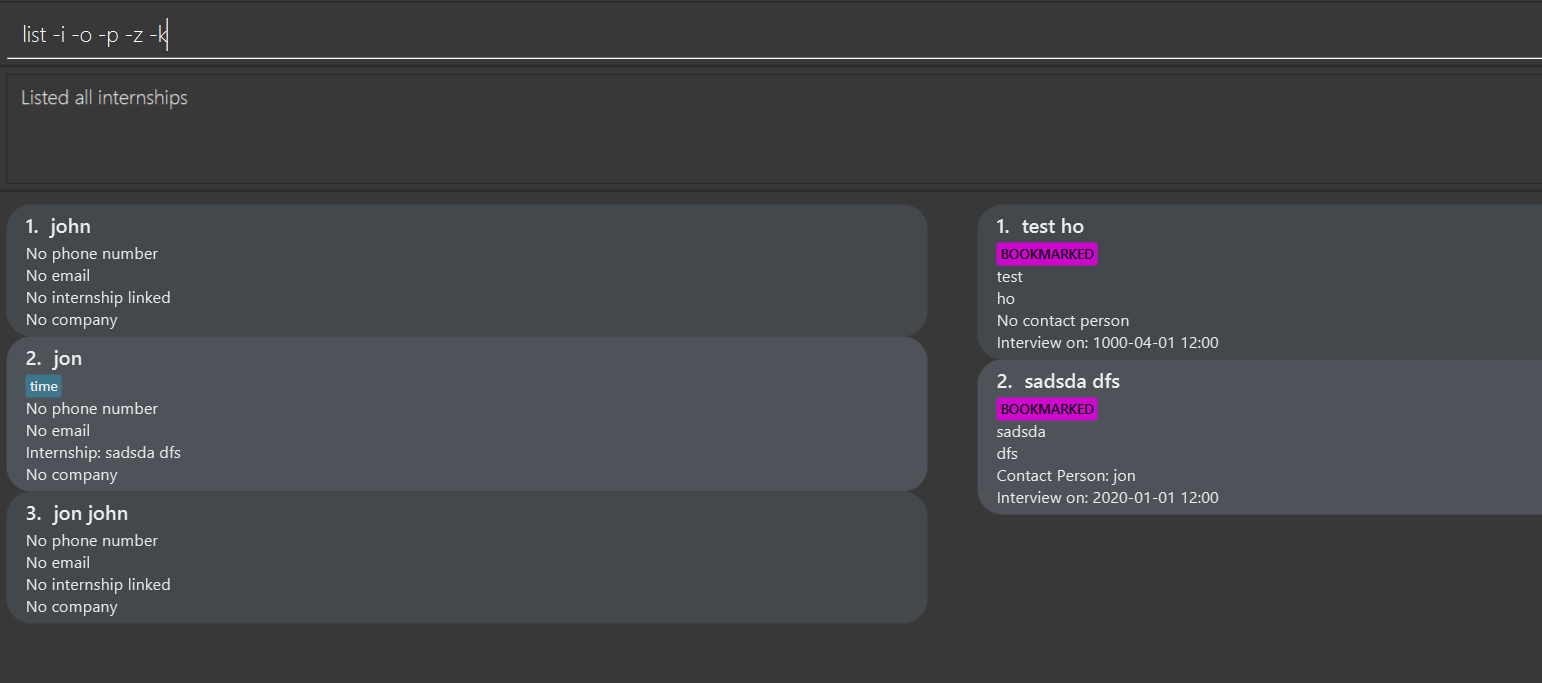 list -i -o -p -z -k
Listed all internships
1. john
No phone number
No email
No internship linked
No company
2. jon
time
No phone number
No email
Internship: sadsda dfs
No company
3. jon john
No phone number
No email
No internship linked
No company
1. test ho
BOOKMARKED
test
ho
No contact person
Interview on: 1000-04-01 12:00
2. sadsda dfs
BOOKMARKED
sadsda
dfs
Contact Person: jon
Interview on: 2020-01-01 12:00